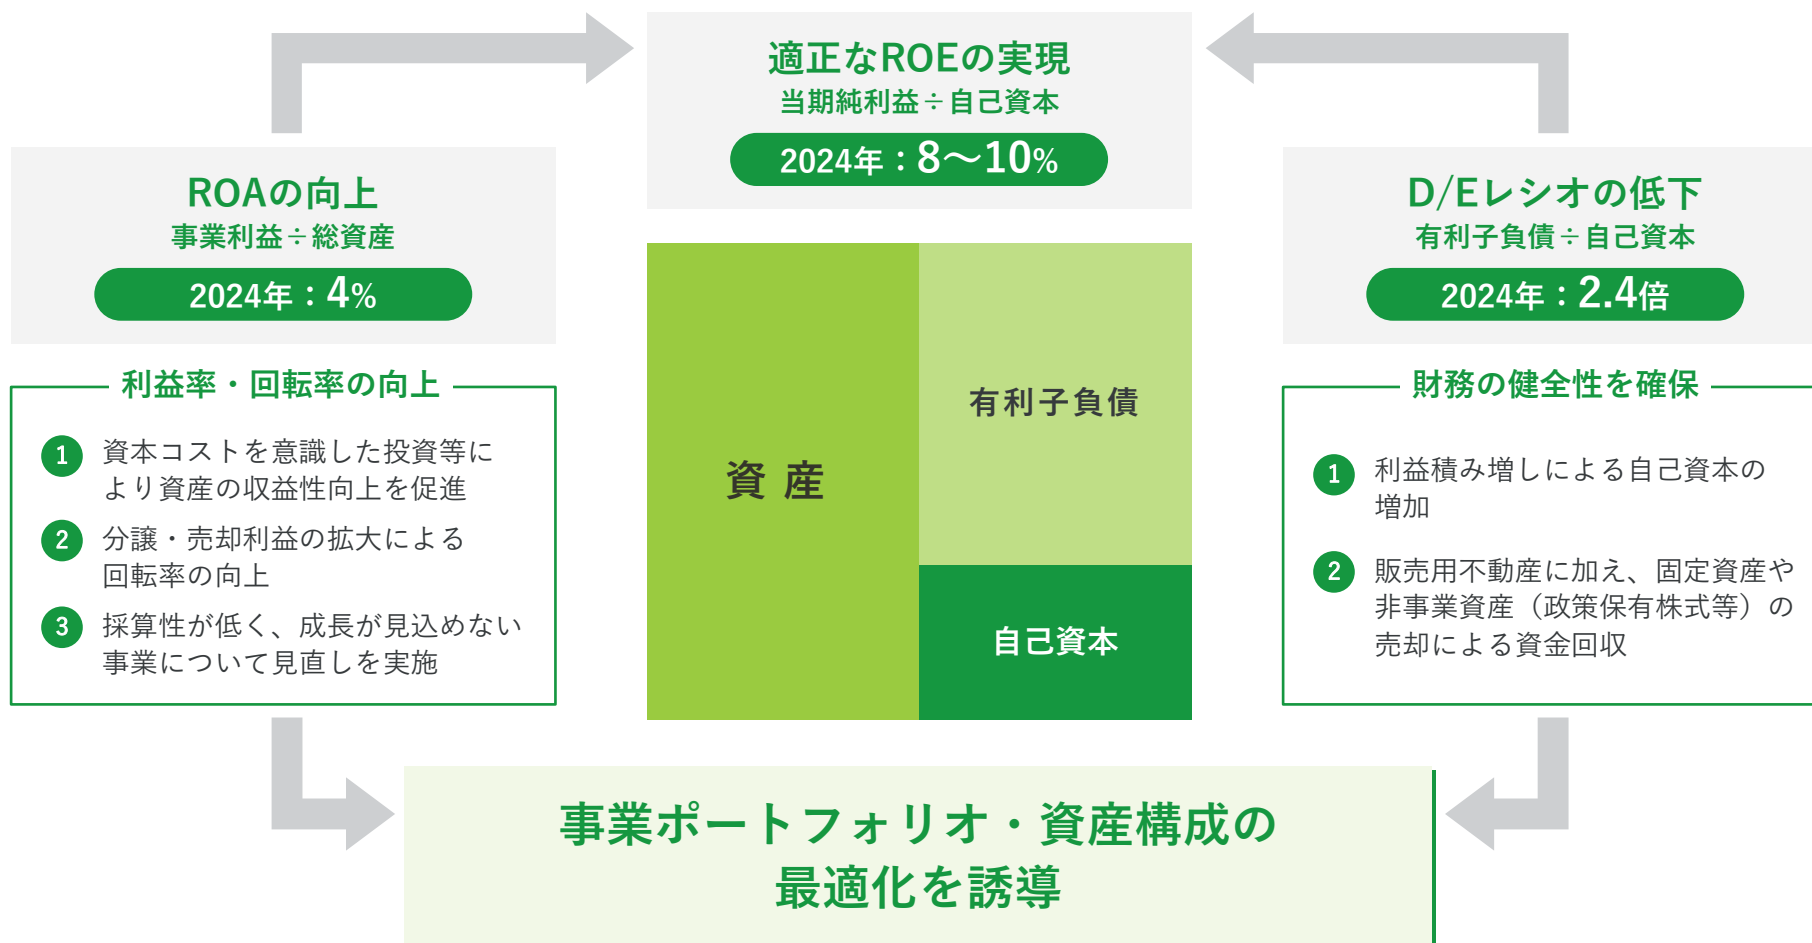 適正なROEの実現
当期純利益÷自己資本
2024年：8〜10%
ROAの向上
事業利益÷総資産
2024年：4%
利益率・回転率の向上
1 資本コストを意識した投資等に
より資産の収益性向上を促進
2 分譲・売却利益の拡大による
回転率の向上
3 採算性が低く、成長が見込めない
事業について見直しを実施
資産
有利子負債
自己資本
D/Eレシオの低下
有利子負債÷自己資本
2024年：2.4倍
財務の健全性を確保
1 利益積み増しによる自己資本の
増加
2 販売用不動産に加え、固定資産や
非事業資産（政策保有株式等）の
売却による資金回収
事業ポートフォリオ・資産構成の
最適化を誘導